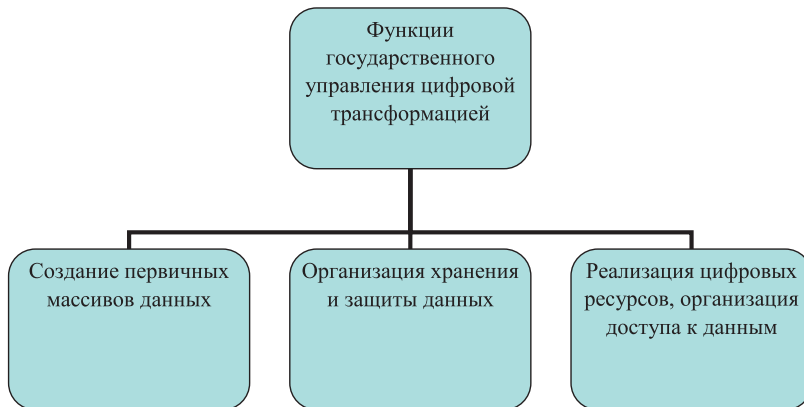 Функции
государственного
управления цифровой
трансформацией
Создание первичных
массивов данных
Организация хранения
и защиты данных
Реализация цифровых
ресурсов, организация
доступа к данным